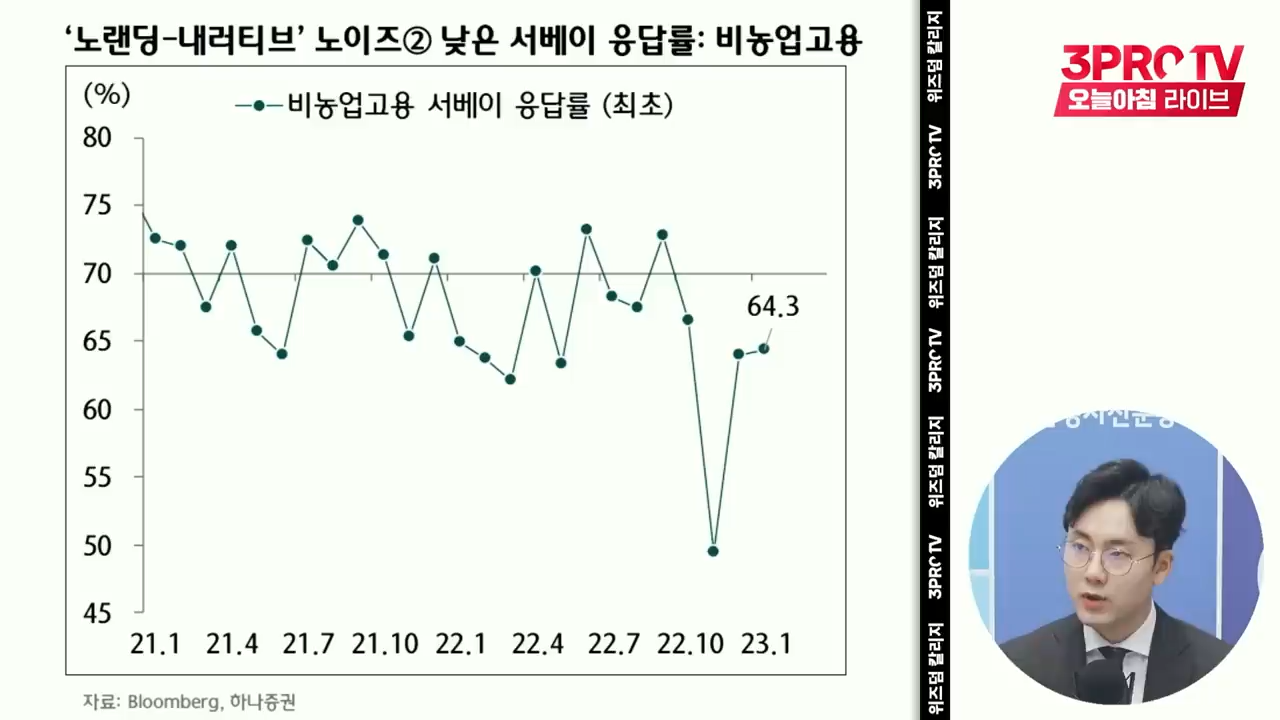 ‘노랜딩-내러티브’ 노이즈② 낮은 서베이 응답률: 비농업고용
(%)
비농업고용 서베이 응답률 (최초)
80
75
70
65
60
55
50
45
64.3
21.1 21.4 21.7 21.10 22.1 22.4 22.7 22.10 23.1
자료: Bloomberg, 하나증권
위즈덤 칼리지
3PRO TV
위즈덤 칼리지
3PRO TV
위즈덤 칼리지
3PRO TV
위즈덤 칼리지
3PRO TV
오늘아침 라이브